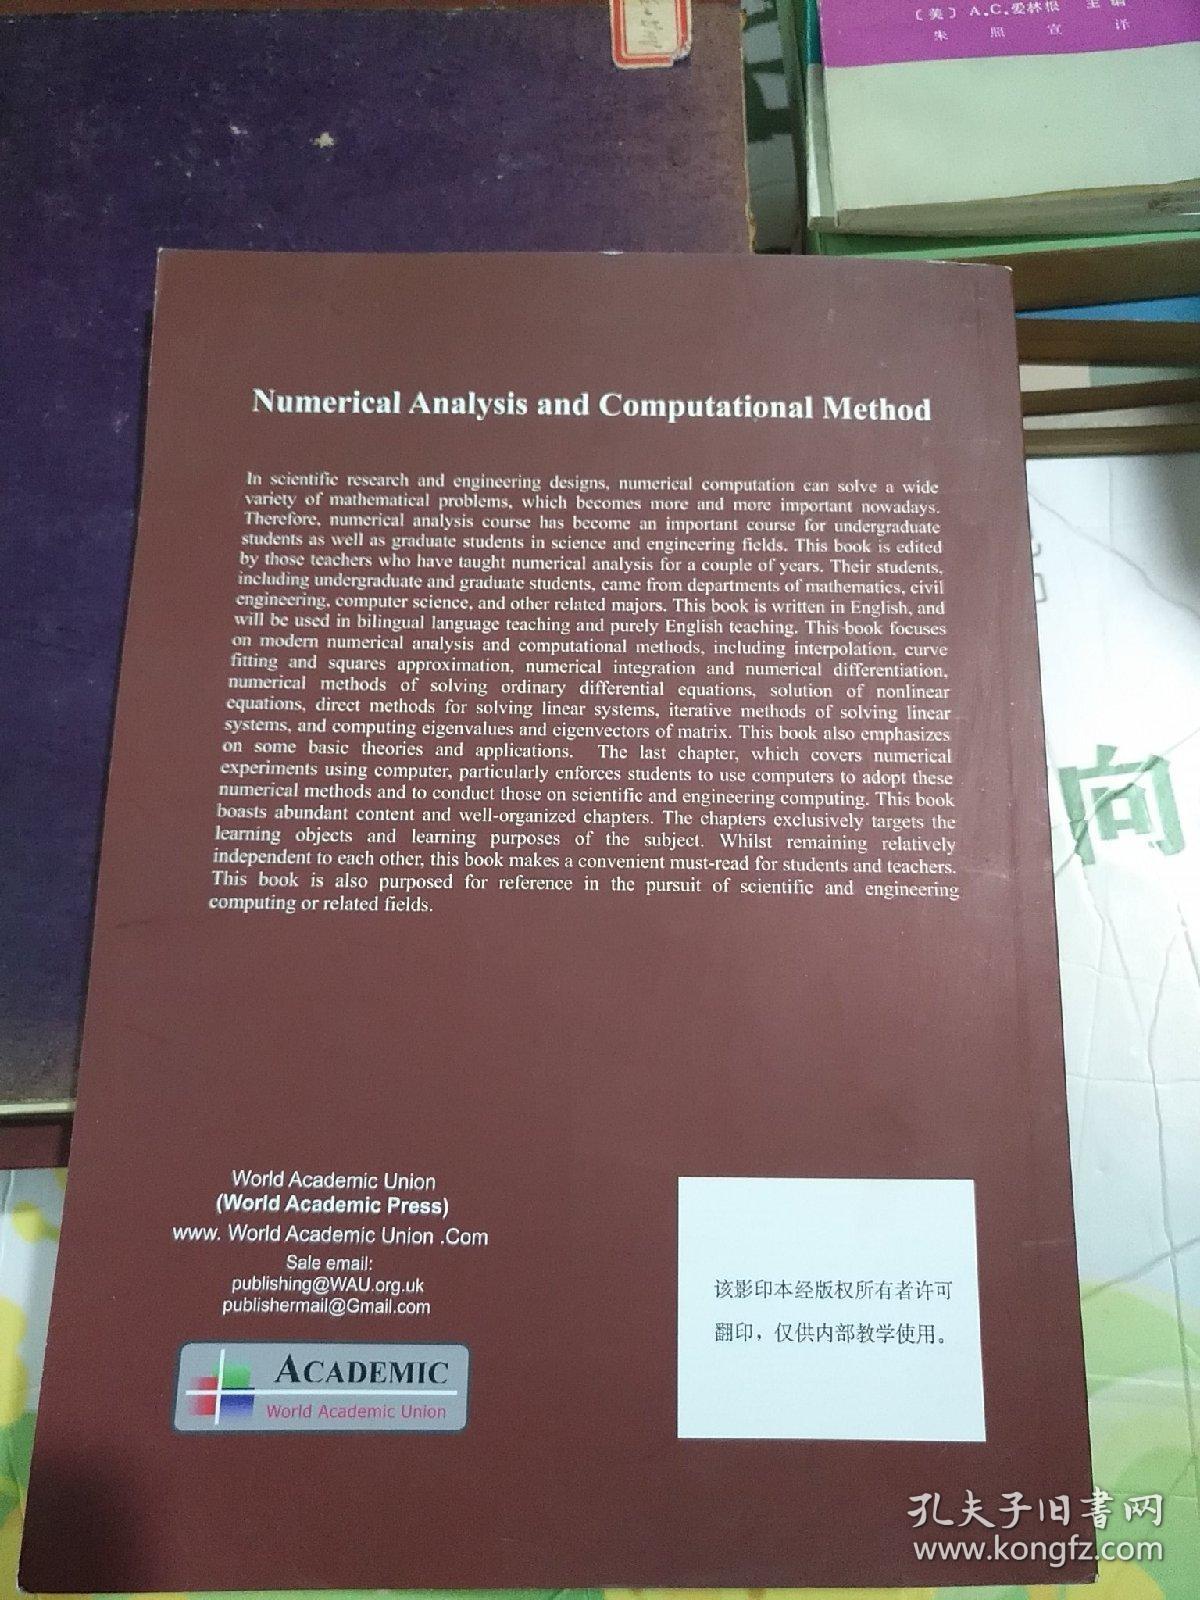 〔美〕A.C.爱林根 主编
朱照宣 译
Numerical Analysis and Computational Method
In scientific research and engineering designs, numerical computation can solve a wide
variety of mathematical problems, which becomes more and more important nowadays.
Therefore, numerical analysis course has become an important course for undergraduate
students as well as graduate students in science and engineering fields. This book is edited
by those teachers who have taught numerical analysis for a couple of years. Their students,
including undergraduate and graduate students, came from departments of mathematics, civil
engineering, computer science, and other related majors. This book is written in English, and
will be used in bilingual language teaching and purely English teaching. This book focuses
on modern numerical analysis and computational methods, including interpolation, curve
fitting and squares approximation, numerical integration and numerical differentiation,
numerical methods of solving ordinary differential equations, solution of nonlinear
equations, direct methods for solving linear systems, iterative methods of solving linear
systems, and computing eigenvalues and eigenvectors of matrix. This book also emphasizes
on some basic theories and applications. The last chapter, which covers numerical
experiments using computer, particularly enforces students to use computers to adopt these
numerical methods and to conduct those on scientific and engineering computing. This book
boasts abundant content and well-organized chapters. The chapters exclusively targets the
learning objects and learning purposes of the subject. Whilst remaining relatively
independent to each other, this book makes a convenient must-read for students and teachers.
This book is also purposed for reference in the pursuit of scientific and engineering
computing or related fields.
向
World Academic Union
(World Academic Press)
www. World Academic Union .Com
Sale email:
publishing@WAU.org.uk
publishermail@Gmail.com
ACADEMIC
World Academic Union
该影印本经版权所有者许可
翻印，仅供内部教学使用。
孔夫子旧書网
www.kongfz.com